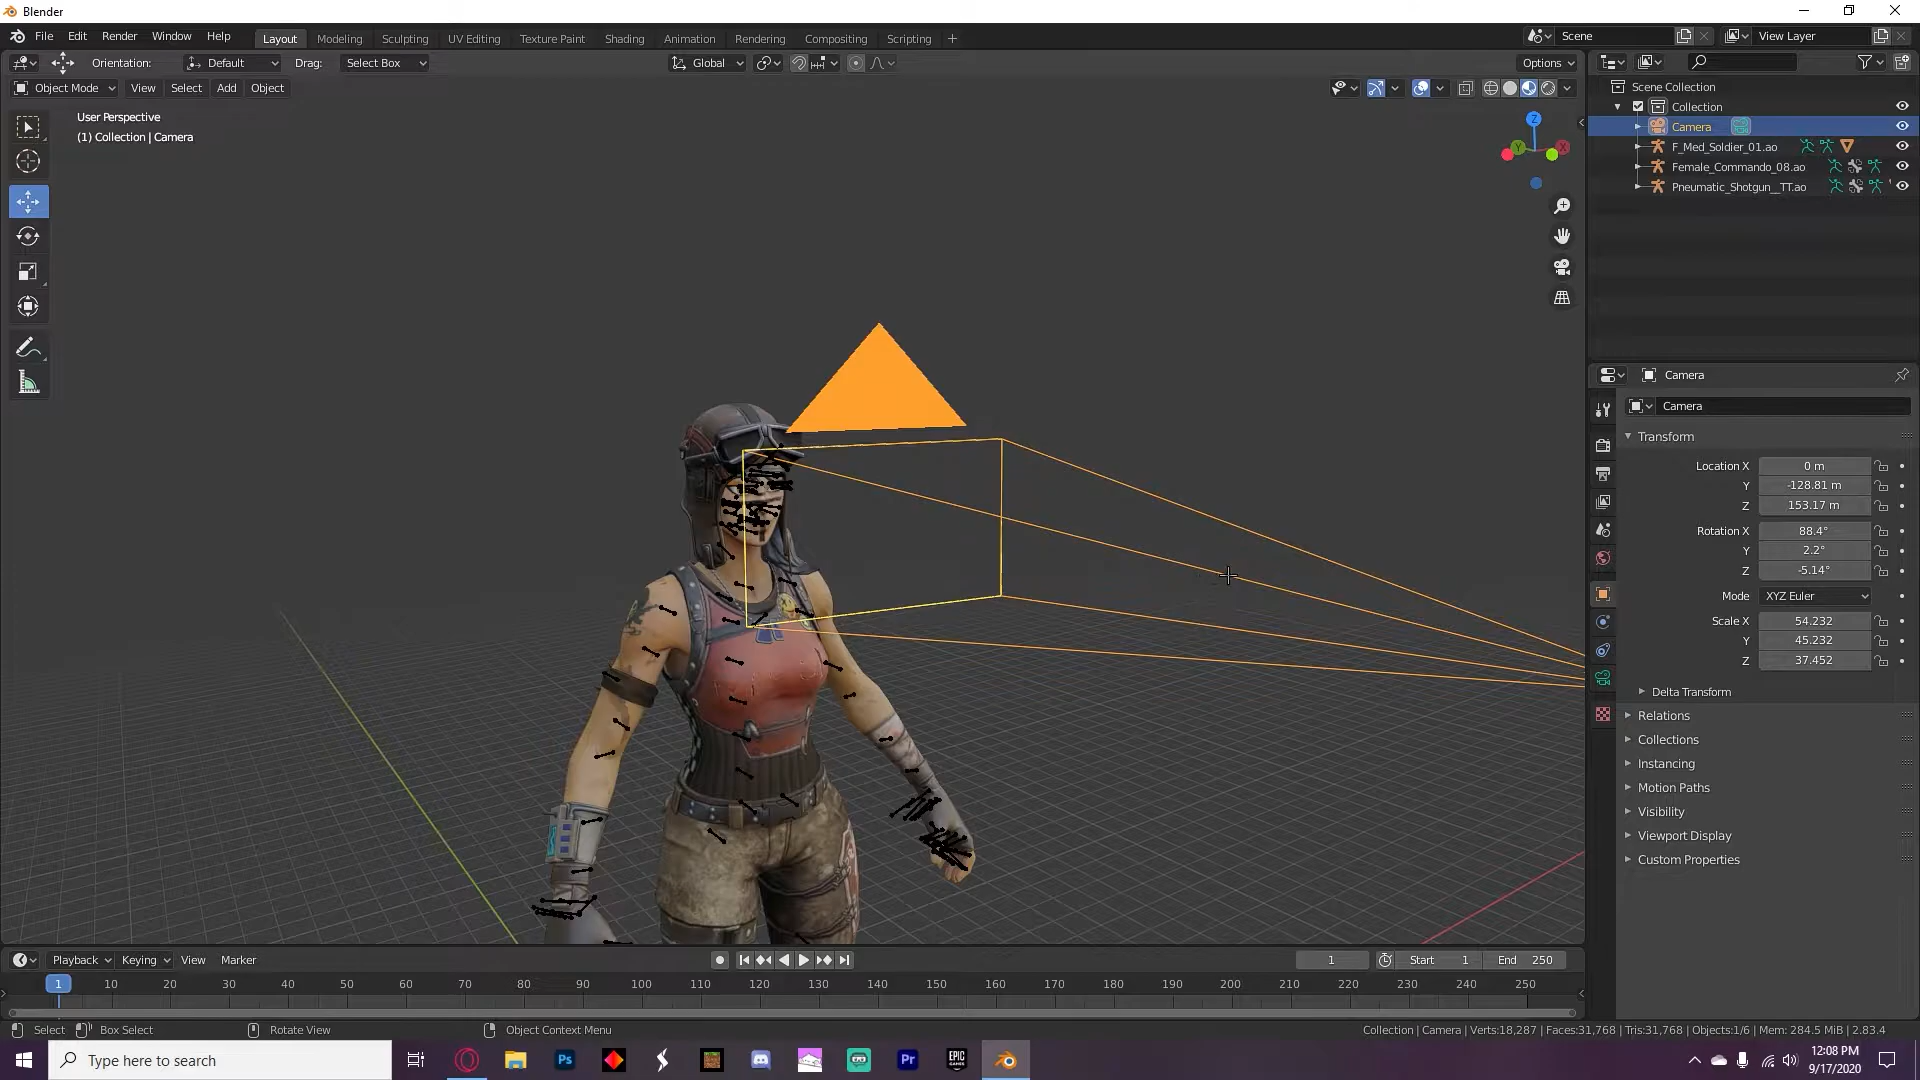 Blender
File Edit Render Window Help Layout Modeling Sculpting UV Editing Texture Paint Shading Animation Rendering Compositing Scripting Scene View Layer
Orientation: Default Drag: Select Box Global Options
Object Mode View Select Add Object
User Perspective
(1) Collection | Camera
Z
Y
X
Scene Collection
Collection
Camera
F_Med_Soldier_01.ao
Female_Commando_08.ao
Pneumatic_Shotgun__TT.ao
Camera
Camera
Transform
Location X 0 m
Y -128.81 m
Z 153.17 m
Rotation X 88.4°
Y 2.2°
Z -5.14°
Mode XYZ Euler
Scale X 54.232
Y 45.232
Z 37.452
Delta Transform
Relations
Collections
Instancing
Motion Paths
Visibility
Viewport Display
Custom Properties
Playback Keying View Marker 1 Start 1 End 250
1 10 20 30 40 50 60 70 80 90 100 110 120 130 140 150 160 170 180 190 200 210 220 230 240 250
Select Box Select Rotate View Object Context Menu Collection | Camera | Verts:18,287 | Faces:31,768 | Tris:31,768 | Objects:1/6 | Mem: 284.5 MiB | 2.83.4
Type here to search
Ps
Pr
EPIC
GAMES
12:08 PM
9/17/2020